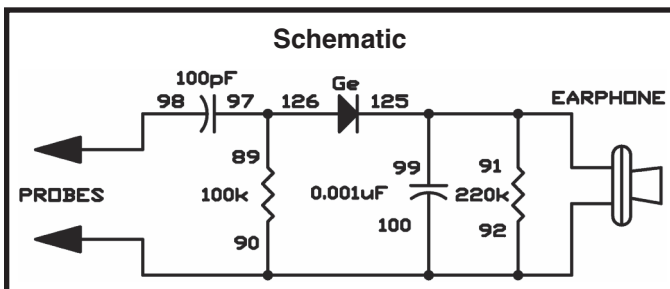 Schematic
100pF
Ge
98 97 126 125
EARPHONE
89
99
91
PROBES
100k
0.001uF
220k
100
90
92